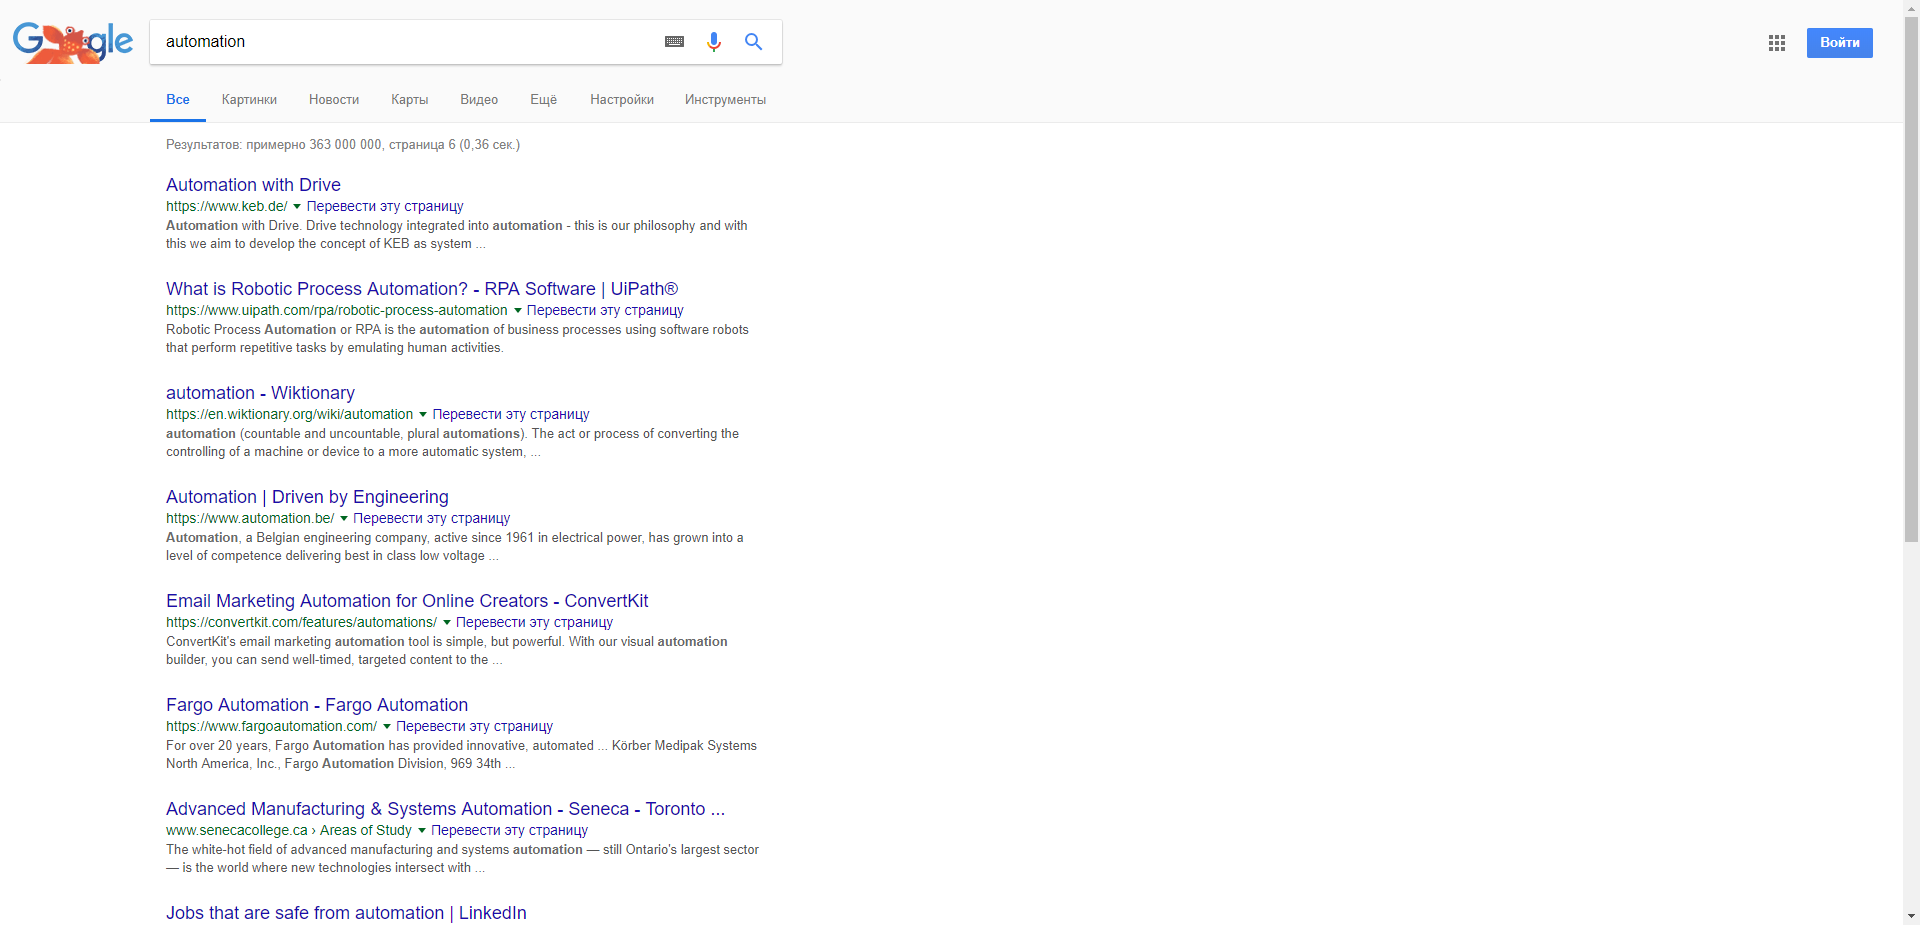 Google
automation
Войти
Все Картинки Новости Карты Видео Ещё Настройки Инструменты
Результатов: примерно 363 000 000, страница 6 (0,36 сек.)
Automation with Drive
https://www.keb.de/ Перевести эту страницу
Automation with Drive. Drive technology integrated into automation - this is our philosophy and with
this we aim to develop the concept of KEB as system ...
What is Robotic Process Automation? - RPA Software | UiPath®
https://www.uipath.com/rpa/robotic-process-automation Перевести эту страницу
Robotic Process Automation or RPA is the automation of business processes using software robots
that perform repetitive tasks by emulating human activities.
automation - Wiktionary
https://en.wiktionary.org/wiki/automation Перевести эту страницу
automation (countable and uncountable, plural automations). The act or process of converting the
controlling of a machine or device to a more automatic system, ...
Automation | Driven by Engineering
https://www.automation.be/ Перевести эту страницу
Automation, a Belgian engineering company, active since 1961 in electrical power, has grown into a
level of competence delivering best in class low voltage ...
Email Marketing Automation for Online Creators - ConvertKit
https://convertkit.com/features/automations/ Перевести эту страницу
ConvertKit's email marketing automation tool is simple, but powerful. With our visual automation
builder, you can send well-timed, targeted content to the ...
Fargo Automation - Fargo Automation
https://www.fargoautomation.com/ Перевести эту страницу
For over 20 years, Fargo Automation has provided innovative, automated ... Körber Medipak Systems
North America, Inc., Fargo Automation Division, 969 34th ...
Advanced Manufacturing & Systems Automation - Seneca - Toronto ...
www.senecacollege.ca › Areas of Study Перевести эту страницу
The white-hot field of advanced manufacturing and systems automation — still Ontario's largest sector
— is the world where new technologies intersect with ...
Jobs that are safe from automation | LinkedIn